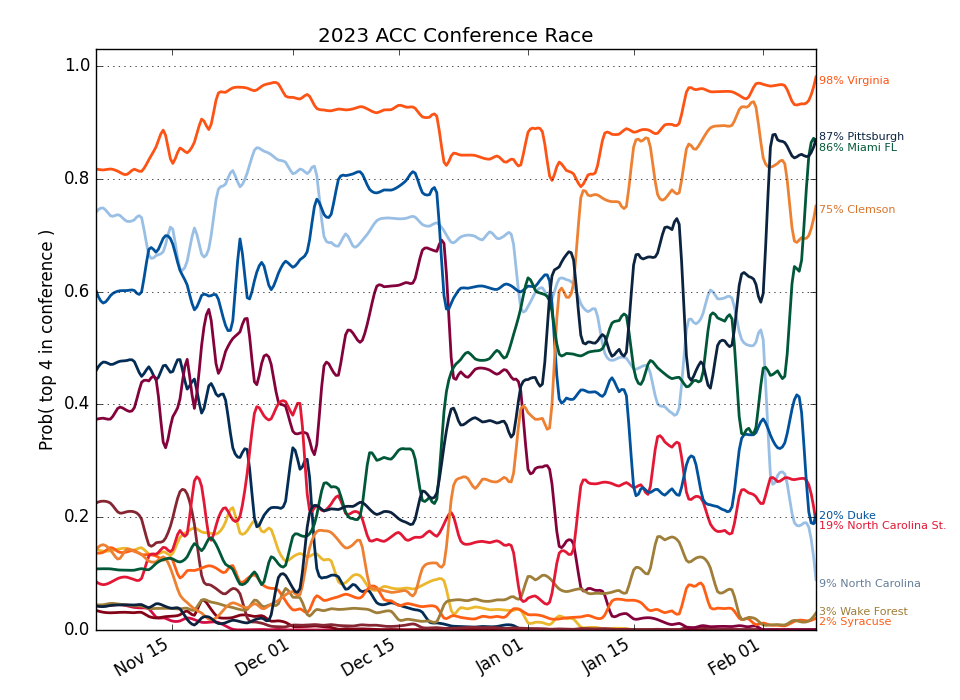 2023 ACC Conference Race
Prob( top 4 in conference )
1.0
0.8
0.6
0.4
0.2
0.0
Nov 15
Dec 01
Dec 15
Jan 01
Jan 15
Feb 01
98% Virginia
87% Pittsburgh
86% Miami FL
75% Clemson
20% Duke
19% North Carolina St.
9% North Carolina
3% Wake Forest
2% Syracuse